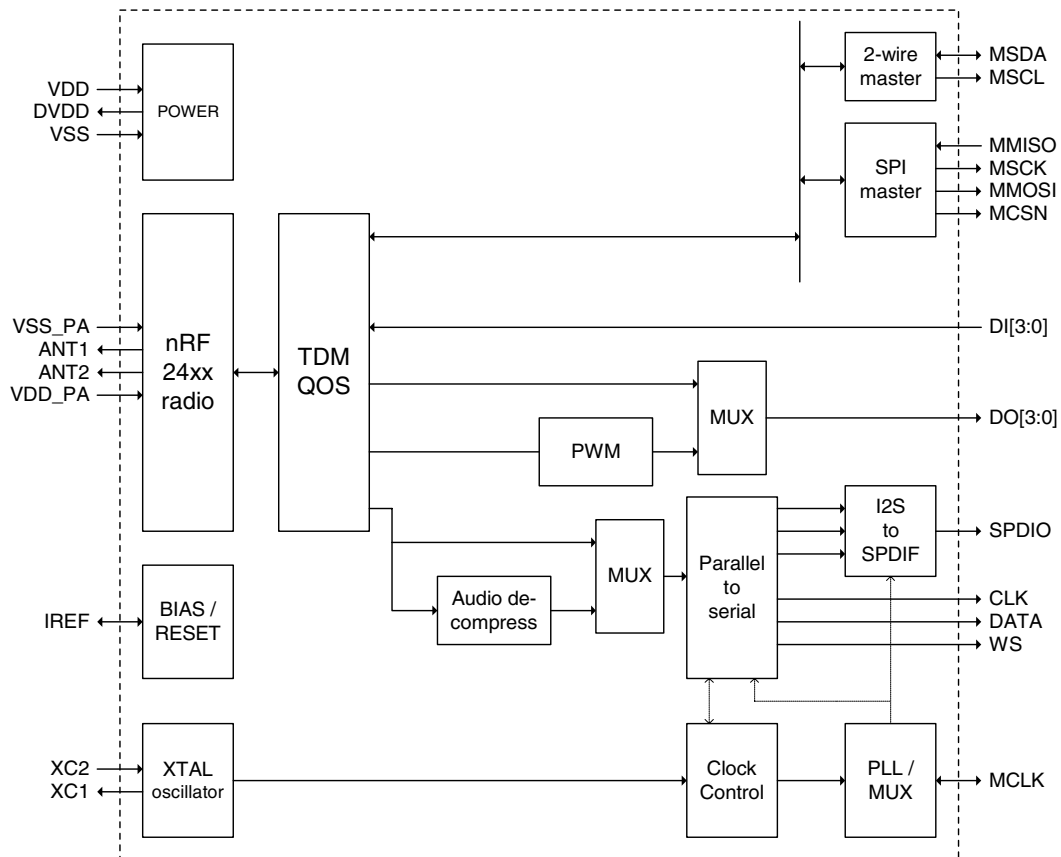 VDD
DVDD
VSS
POWER
2-wire
master
MSDA
MSCL
SPI
master
MMISO
MSCK
MMOSI
MCSN
VSS_PA
ANT1
ANT2
VDD_PA
nRF
24xx
radio
TDM
QOS
DI[3:0]
MUX
DO[3:0]
PWM
I2S
to
SPDIF
SPDIO
MUX
Parallel
to
serial
Audio de-
compress
CLK
DATA
WS
IREF
BIAS /
RESET
XC2
XC1
XTAL
oscillator
Clock
Control
PLL /
MUX
MCLK